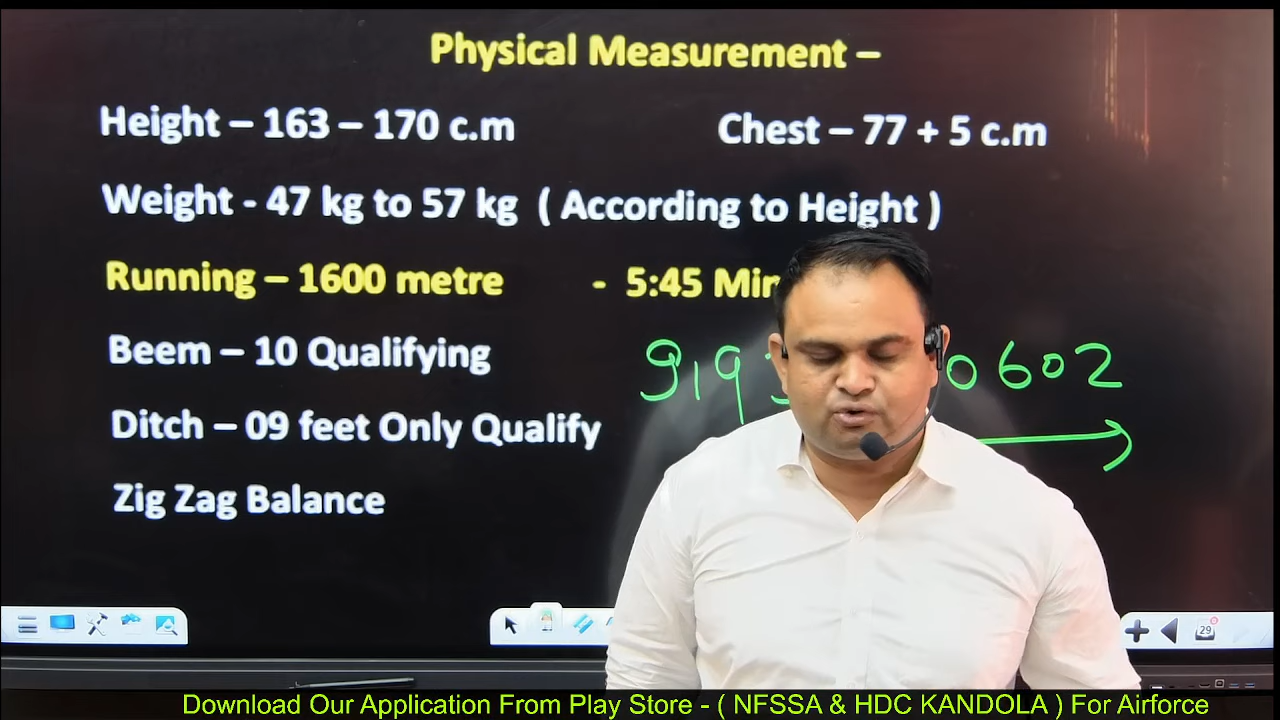 Physical Measurement –
Height – 163 – 170 c.m
Chest – 77 + 5 c.m
Weight - 47 kg to 57 kg ( According to Height )
Running – 1600 metre - 5:45 Min
Beem – 10 Qualifying
919 0602
Ditch – 09 feet Only Qualify
Zig Zag Balance
29
Download Our Application From Play Store - ( NFSSA & HDC KANDOLA ) For Airforce